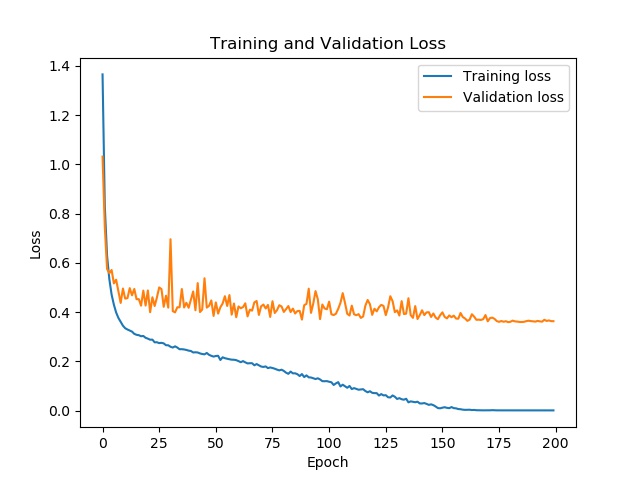 Training and Validation Loss
Training loss
Validation loss
Loss
1.4
1.2
1.0
0.8
0.6
0.4
0.2
0.0
0 25 50 75 100 125 150 175 200
Epoch